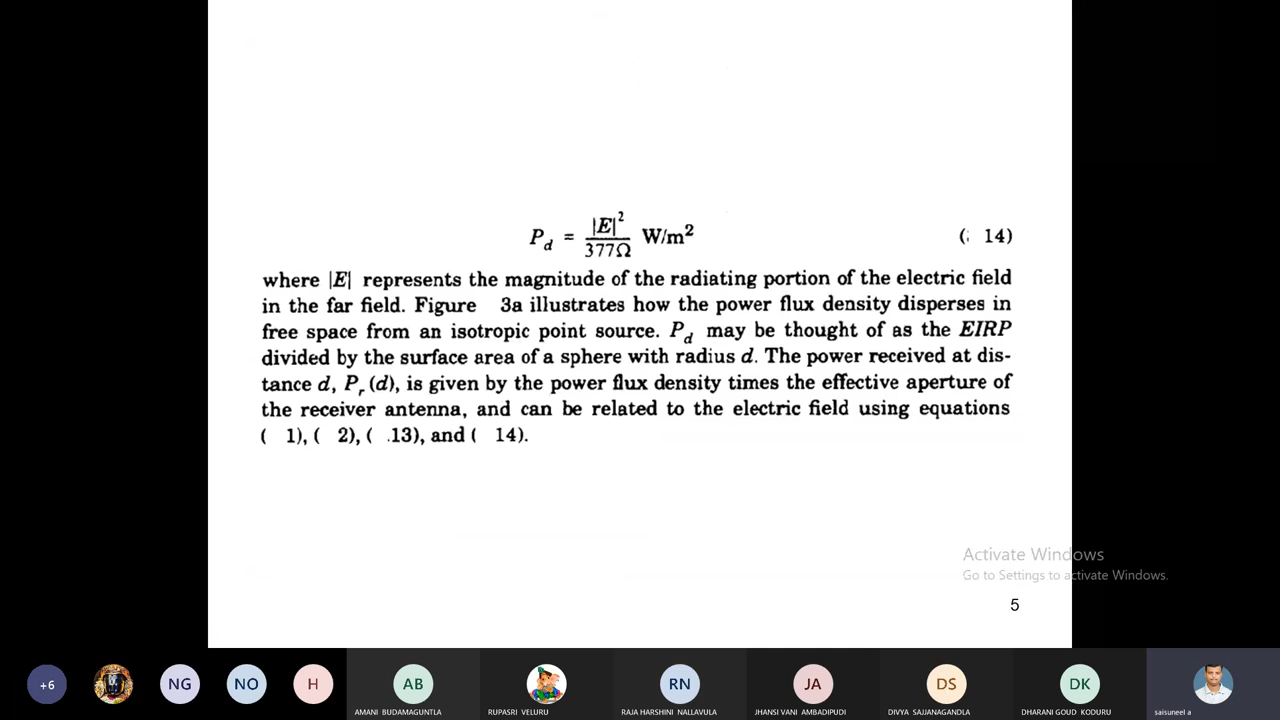 P_d = |E|^2 / 377Ω W/m² ( 14)
where |E| represents the magnitude of the radiating portion of the electric field
in the far field. Figure 3a illustrates how the power flux density disperses in
free space from an isotropic point source. P_d may be thought of as the EIRP
divided by the surface area of a sphere with radius d. The power received at dis-
tance d, P_r(d), is given by the power flux density times the effective aperture of
the receiver antenna, and can be related to the electric field using equations
( 1), ( 2), ( .13), and ( 14).
Activate Windows
Go to Settings to activate Windows.
5
+6
NG
NO
H
AB
RN
JA
DS
DK
AMANI BUDAMAGUNTLA
RUPASRI VELURU
RAJA HARSHINI NALLAVULA
JHANSI VANI AMBADIPUDI
DIVYA SAJJANAGANDLA
DHARANI GOUD KODURU
saisuneel a